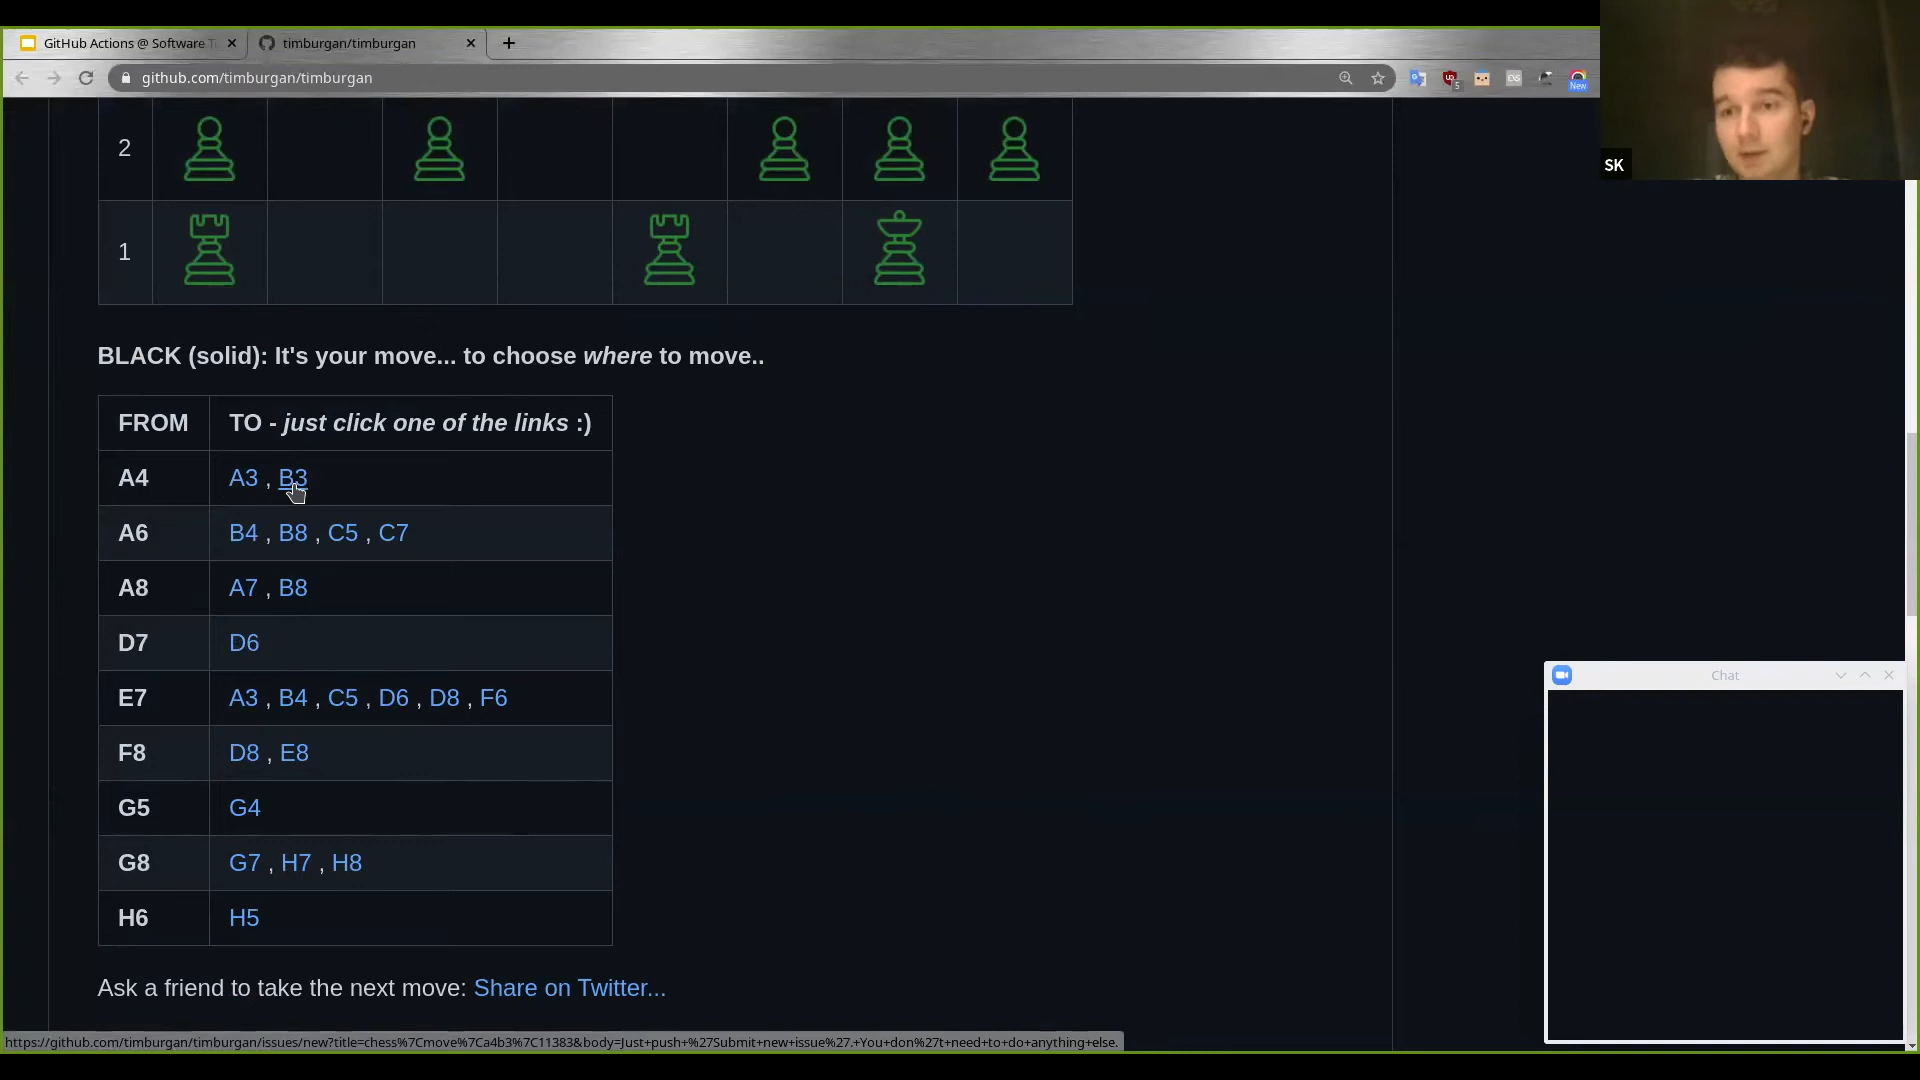 GitHub Actions @ Software T
timburgan/timburgan
github.com/timburgan/timburgan
5
New
SK
2
1
BLACK (solid): It's your move... to choose where to move..
FROM TO - just click one of the links :)
A4 A3 , B3
A6 B4 , B8 , C5 , C7
A8 A7 , B8
D7 D6
E7 A3 , B4 , C5 , D6 , D8 , F6
F8 D8 , E8
G5 G4
G8 G7 , H7 , H8
H6 H5
Chat
Ask a friend to take the next move: Share on Twitter...
https://github.com/timburgan/timburgan/issues/new?title=chess%7Cmove%7Ca4b3%7C11383&body=Just+push+%27Submit+new+issue%27.+You+don%27t+need+to+do+anything+else.